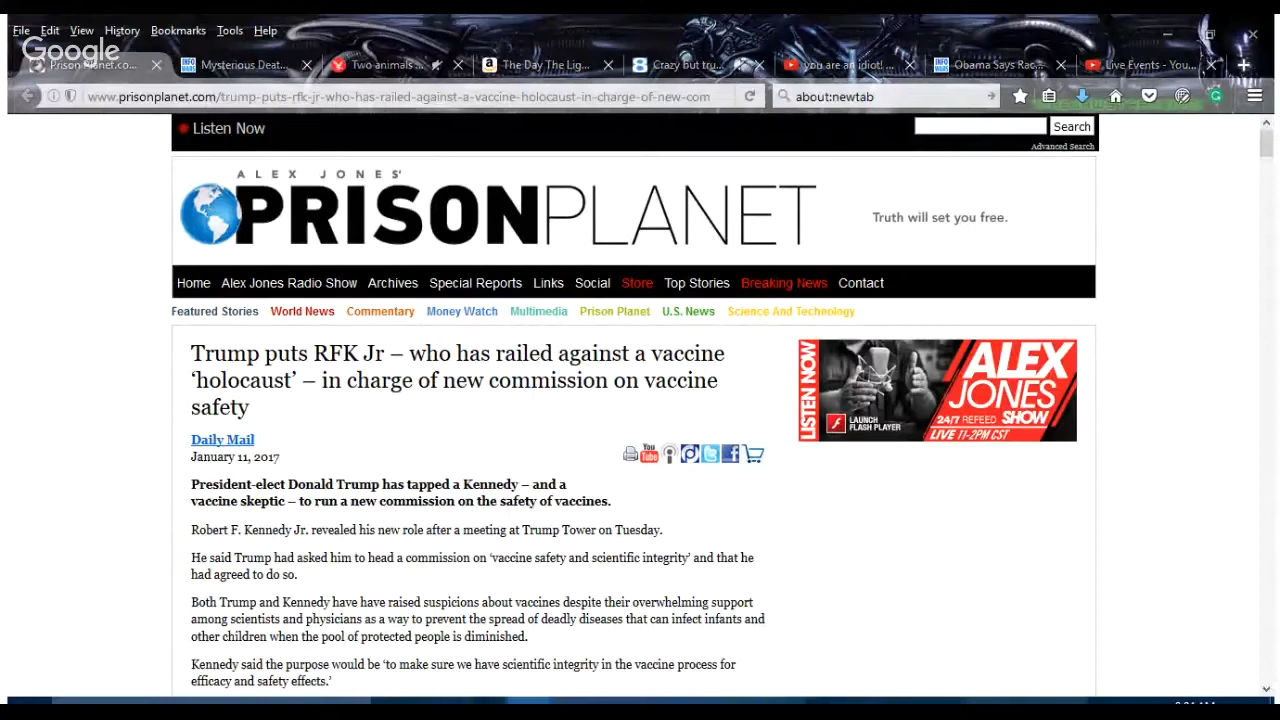 File Edit View History Bookmarks Tools Help
Google
Prison Planet.co... Mysterious Deat... Two animals The Day The Lig... Crazy but tru... you are an idiot! ... Obama Says Rac... Live Events - You...
www.prisonplanet.com/trump-puts-rfk-jr-who-has-railed-against-a-vaccine-holocaust-in-charge-of-new-com about:newtab
Listen Now Search
Advanced Search
ALEX JONES'
PRISONPLANET Truth will set you free.
Home Alex Jones Radio Show Archives Special Reports Links Social Store Top Stories Breaking News Contact
Featured Stories World News Commentary Money Watch Multimedia Prison Planet U.S. News Science And Technology
Trump puts RFK Jr – who has railed against a vaccine
‘holocaust’ – in charge of new commission on vaccine
safety
Daily Mail
January 11, 2017
You Tube
President-elect Donald Trump has tapped a Kennedy – and a
vaccine skeptic – to run a new commission on the safety of vaccines.
Robert F. Kennedy Jr. revealed his new role after a meeting at Trump Tower on Tuesday.
He said Trump had asked him to head a commission on ‘vaccine safety and scientific integrity’ and that he
had agreed to do so.
Both Trump and Kennedy have have raised suspicions about vaccines despite their overwhelming support
among scientists and physicians as a way to prevent the spread of deadly diseases that can infect infants and
other children when the pool of protected people is diminished.
Kennedy said the purpose would be ‘to make sure we have scientific integrity in the vaccine process for
efficacy and safety effects.’
LISTEN NOW
ALEX
JONES
SHOW
24/7 REFEED
LAUNCH
FLASH PLAYER
LIVE 11-2PM CST